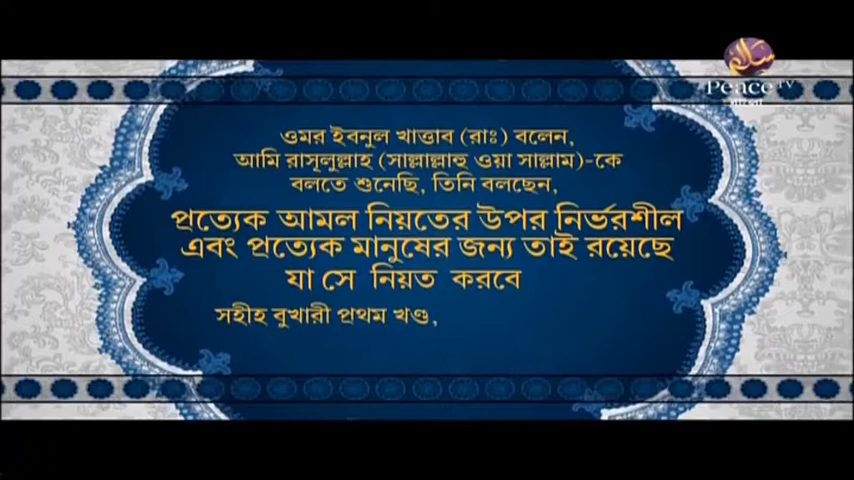 سلام
Peace TV
বাংলা
ওমর ইবনুল খাত্তাব (রাঃ) বলেন,
আমি রাসূলুল্লাহ (সাল্লাল্লাহু ওয়া সাল্লাম)-কে
বলতে শুনেছি, তিনি বলছেন,
প্রত্যেক আমল নিয়তের উপর নির্ভরশীল
এবং প্রত্যেক মানুষের জন্য তাই রয়েছে
যা সে নিয়ত করবে
সহীহ বুখারী প্রথম খণ্ড,